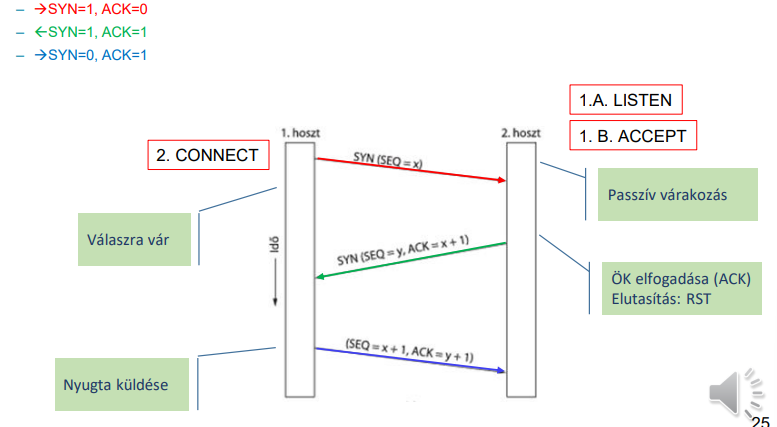 – →SYN=1, ACK=0
– ←SYN=1, ACK=1
– →SYN=0, ACK=1
1.A. LISTEN
1. hoszt
2. hoszt
1. B. ACCEPT
2. CONNECT
SYN (SEQ = x)
Passzív várakozás
Válaszra vár
Idő
SYN (SEQ = y, ACK = x + 1)
ÖK elfogadása (ACK)
Elutasítás: RST
(SEQ = x + 1, ACK = y + 1)
Nyugta küldése
25